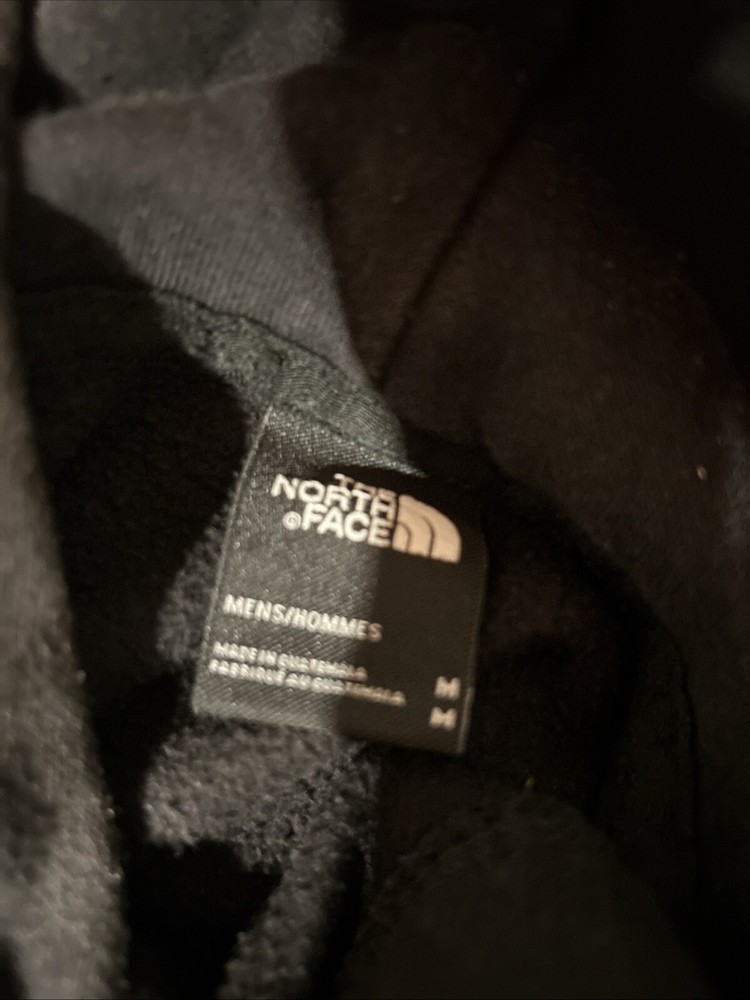 THE
NORTH
®FACE
MENS/HOMMES
MADE IN GUATEMALA
FABRIQUÉ AU GUATEMALA
M
M